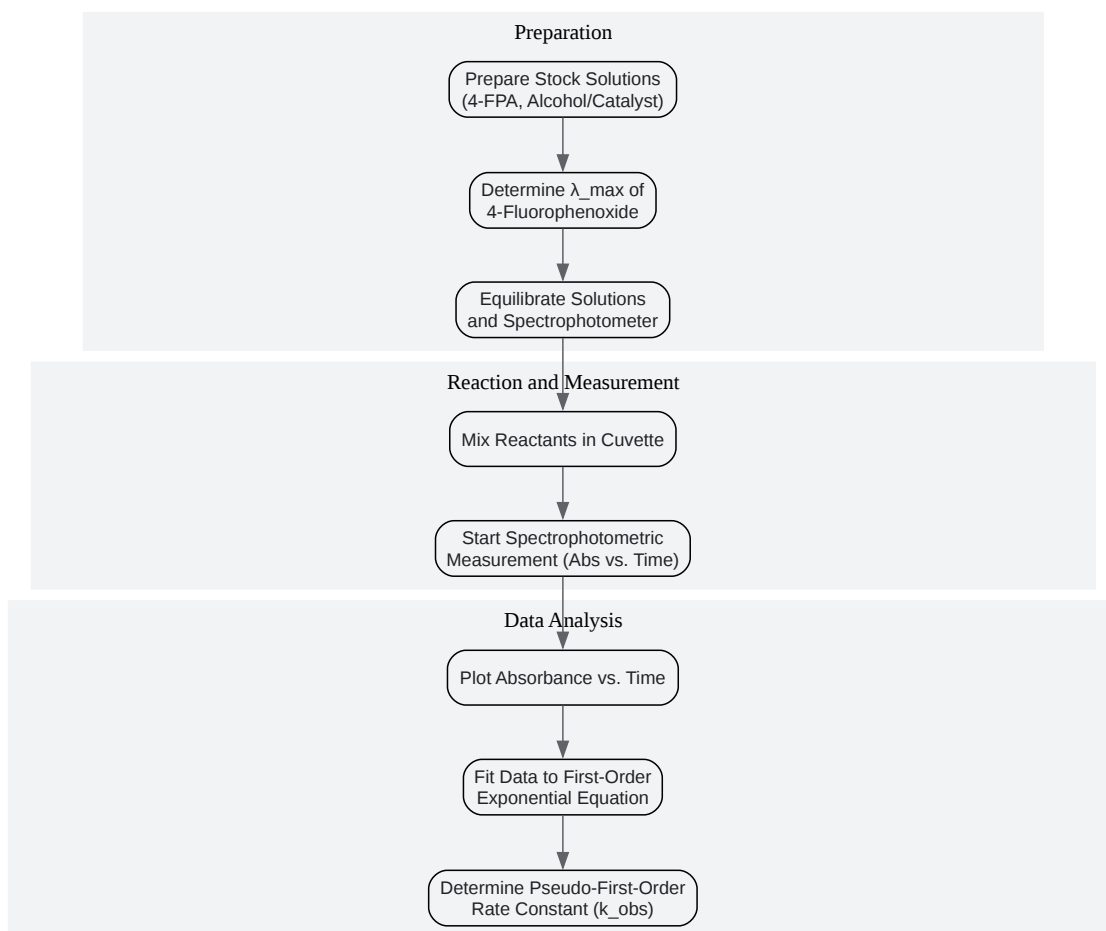 Preparation
Prepare Stock Solutions
(4-FPA, Alcohol/Catalyst)
Determine λ_max of
4-Fluorophenoxide
Equilibrate Solutions
and Spectrophotometer
Reaction and Measurement
Mix Reactants in Cuvette
Start Spectrophotometric
Measurement (Abs vs. Time)
Data Analysis
Plot Absorbance vs. Time
Fit Data to First-Order
Exponential Equation
Determine Pseudo-First-Order
Rate Constant (k_obs)